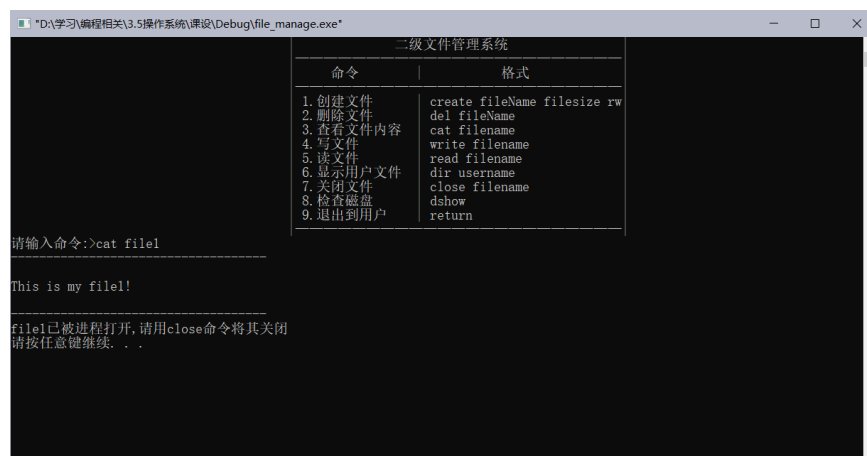 "D:\学习\编程相关\3.5操作系统\课设\Debug\file_manage.exe"
二级文件管理系统
命令 | 格式
1.创建文件 | create fileName filesize rw
2.删除文件 | del fileName
3.查看文件内容 | cat filename
4.写文件 | write filename
5.读文件 | read filename
6.显示用户文件 | dir username
7.关闭文件 | close filename
8.检查磁盘 | dshow
9.退出到用户 | return
请输入命令:>cat file1
------------------------------------
This is my file1!
------------------------------------
file1已被进程打开,请用close命令将其关闭
请按任意键继续. . .